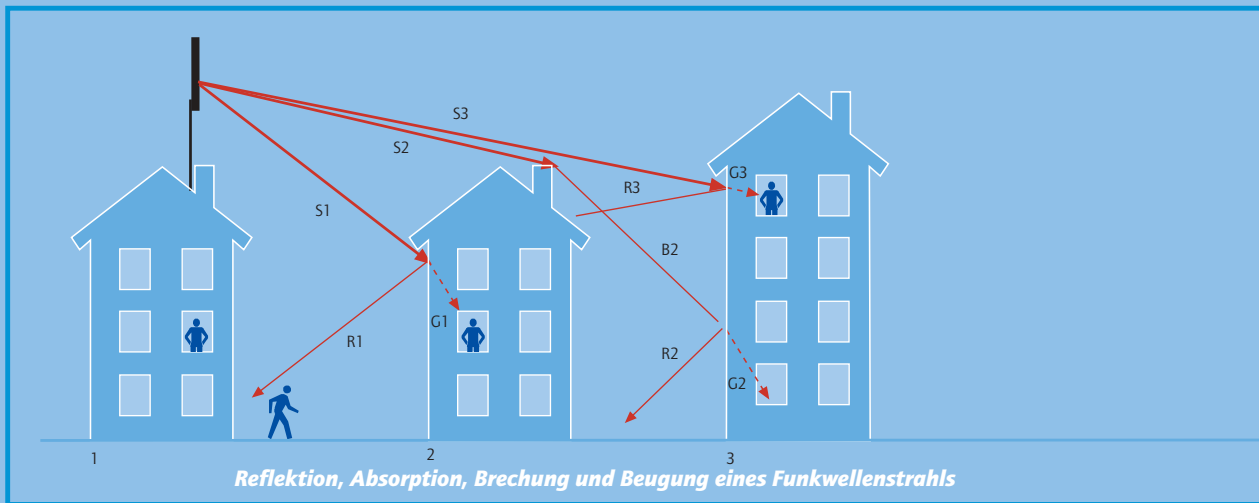 S3
S2
G3
R3
S1
B2
G1
R1
R2
G2
1
2
3
Reflektion, Absorption, Brechung und Beugung eines Funkwellenstrahls